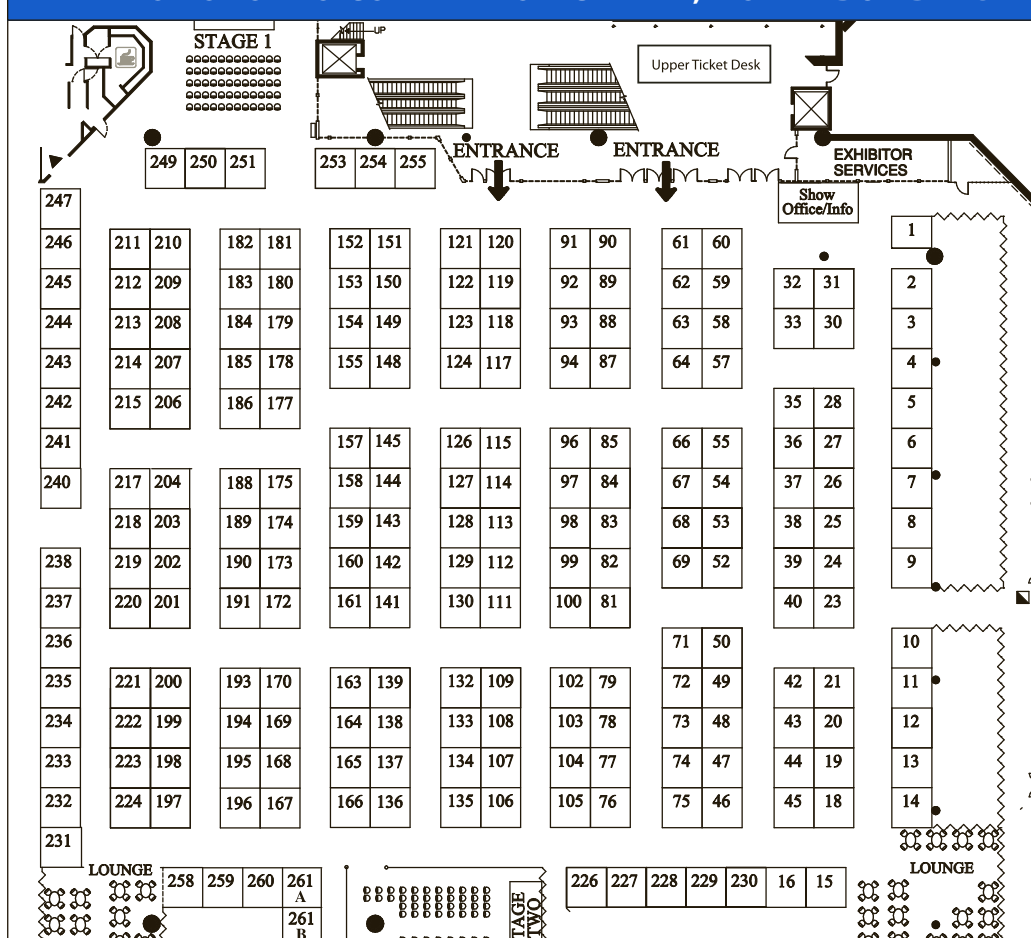 STAGE 1
UP
Upper Ticket Desk
249 250 251
253 254 255
ENTRANCE ENTRANCE
EXHIBITOR
SERVICES
Show
Office/Info
247
1
246 211 210 182 181 152 151 121 120 91 90 61 60
245 212 209 183 180 153 150 122 119 92 89 62 59 32 31 2
244 213 208 184 179 154 149 123 118 93 88 63 58 33 30 3
243 214 207 185 178 155 148 124 117 94 87 64 57 4
242 215 206 186 177 35 28 5
241 157 145 126 115 96 85 66 55 36 27 6
240 217 204 188 175 158 144 127 114 97 84 67 54 37 26 7
218 203 189 174 159 143 128 113 98 83 68 53 38 25 8
238 219 202 190 173 160 142 129 112 99 82 69 52 39 24 9
237 220 201 191 172 161 141 130 111 100 81 40 23
236 71 50 10
235 221 200 193 170 163 139 132 109 102 79 72 49 42 21 11
234 222 199 194 169 164 138 133 108 103 78 73 48 43 20 12
233 223 198 195 168 165 137 134 107 104 77 74 47 44 19 13
232 224 197 196 167 166 136 135 106 105 76 75 46 45 18 14
231
LOUNGE LOUNGE
258 259 260 261
A
226 227 228 229 230 16 15
261
B
TAGE
TWO